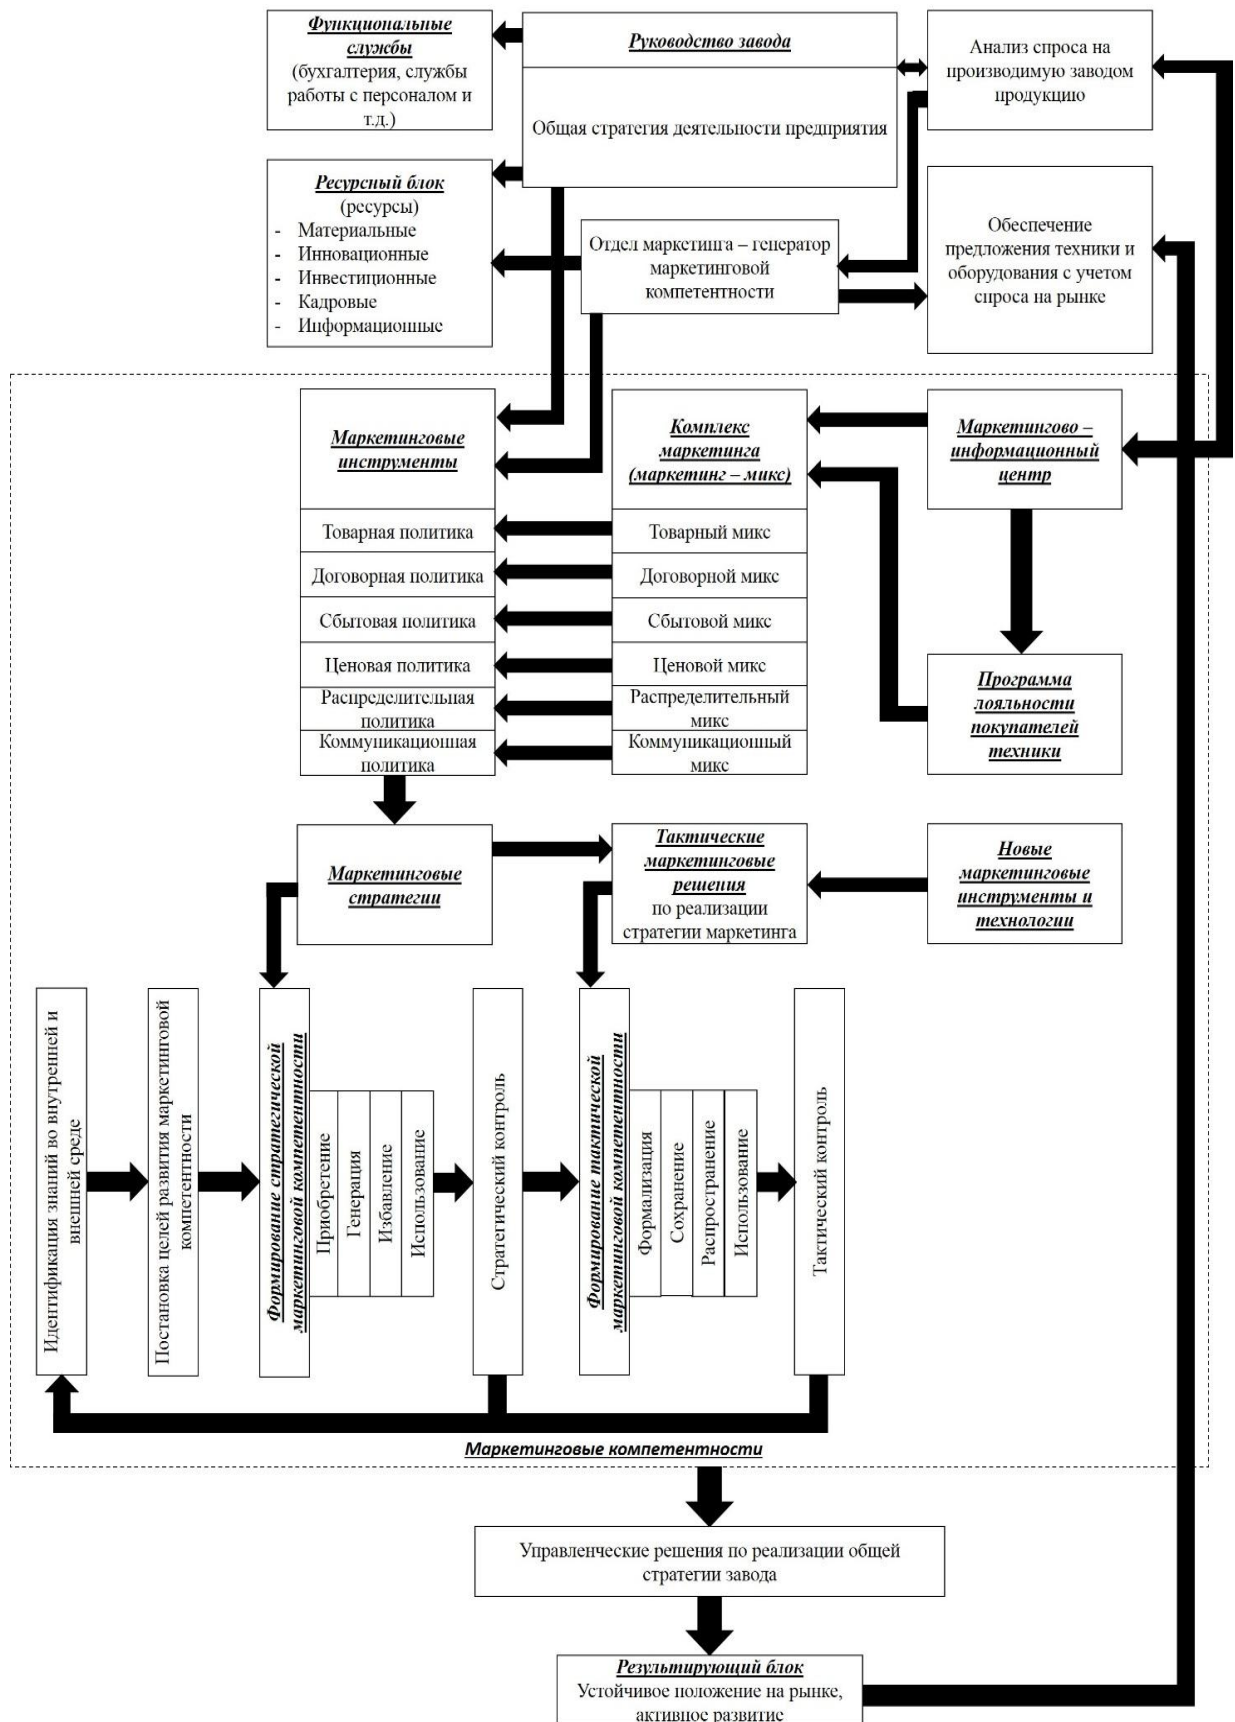 Функциональные
службы
(бухгалтерия, службы
работы с персоналом и
т.д.)
Руководство завода
Общая стратегия деятельности предприятия
Анализ спроса на
производимую заводом
продукцию
Ресурсный блок
(ресурсы)
- Материальные
- Инновационные
- Инвестиционные
- Кадровые
- Информационные
Отдел маркетинга – генератор
маркетинговой
компетентности
Обеспечение
предложения техники и
оборудования с учетом
спроса на рынке
Маркетинговые
инструменты
Товарная политика
Договорная политика
Сбытовая политика
Ценовая политика
Распределительная
политика
Коммуникационная
политика
Комплекс
маркетинга
(маркетинг – микс)
Товарный микс
Договорной микс
Сбытовой микс
Ценовой микс
Распределительный
микс
Коммуникационный
микс
Маркетингово –
информационный
центр
Программа
лояльности
покупателей
техники
Маркетинговые
стратегии
Тактические
маркетинговые
решения
по реализации
стратегии маркетинга
Новые
маркетинговые
инструменты и
технологии
Идентификация знаний во внутренней и
внешней среде
Постановка целей развития маркетинговой
компетентности
Формирование стратегической
маркетинговой компетентности
Приобретение
Генерация
Избавление
Использование
Стратегический контроль
Формирование тактической
маркетинговой компетентности
Формализация
Сохранение
Распространение
Использование
Тактический контроль
Маркетинговые компетентности
Управленческие решения по реализации общей
стратегии завода
Результирующий блок
Устойчивое положение на рынке,
активное развитие